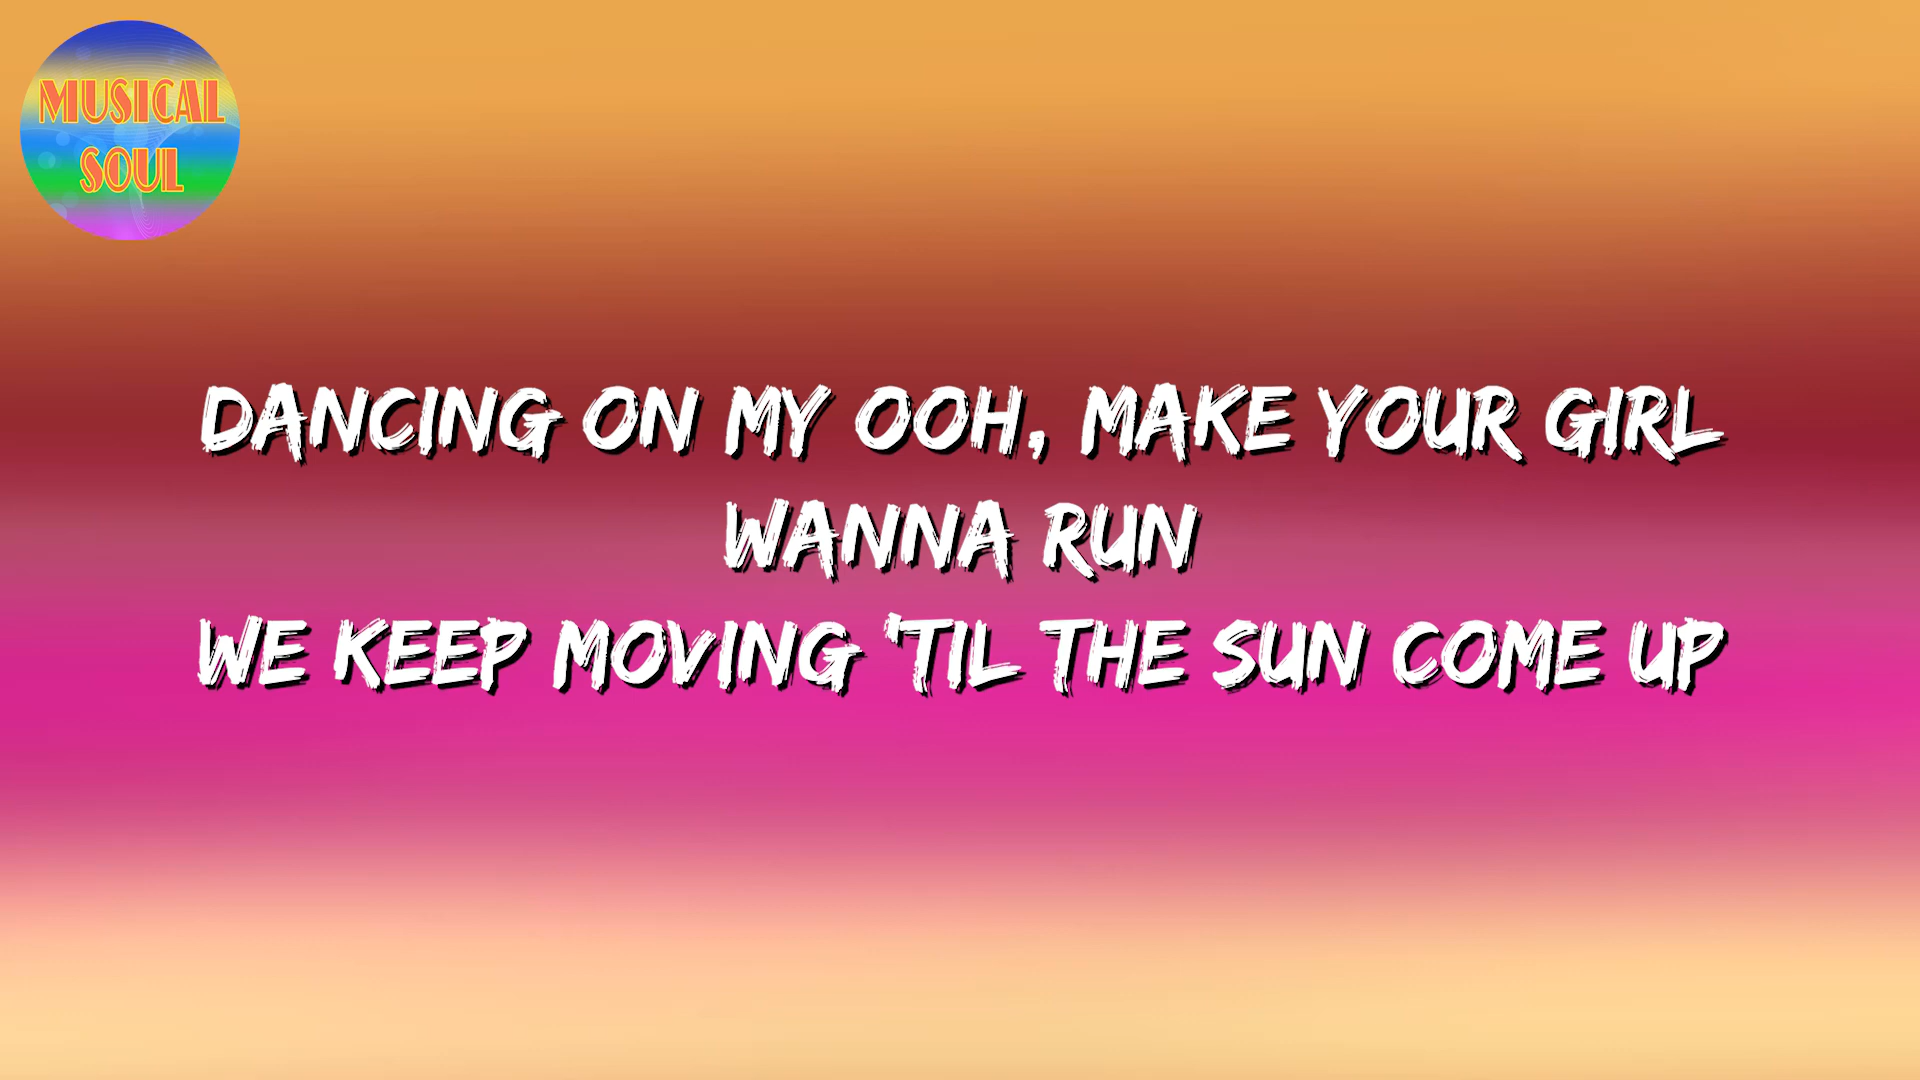 MUSICAL
SOUL
DANCING ON MY OOH, MAKE YOUR GIRL
WANNA RUN
WE KEEP MOVING 'TIL THE SUN COME UP